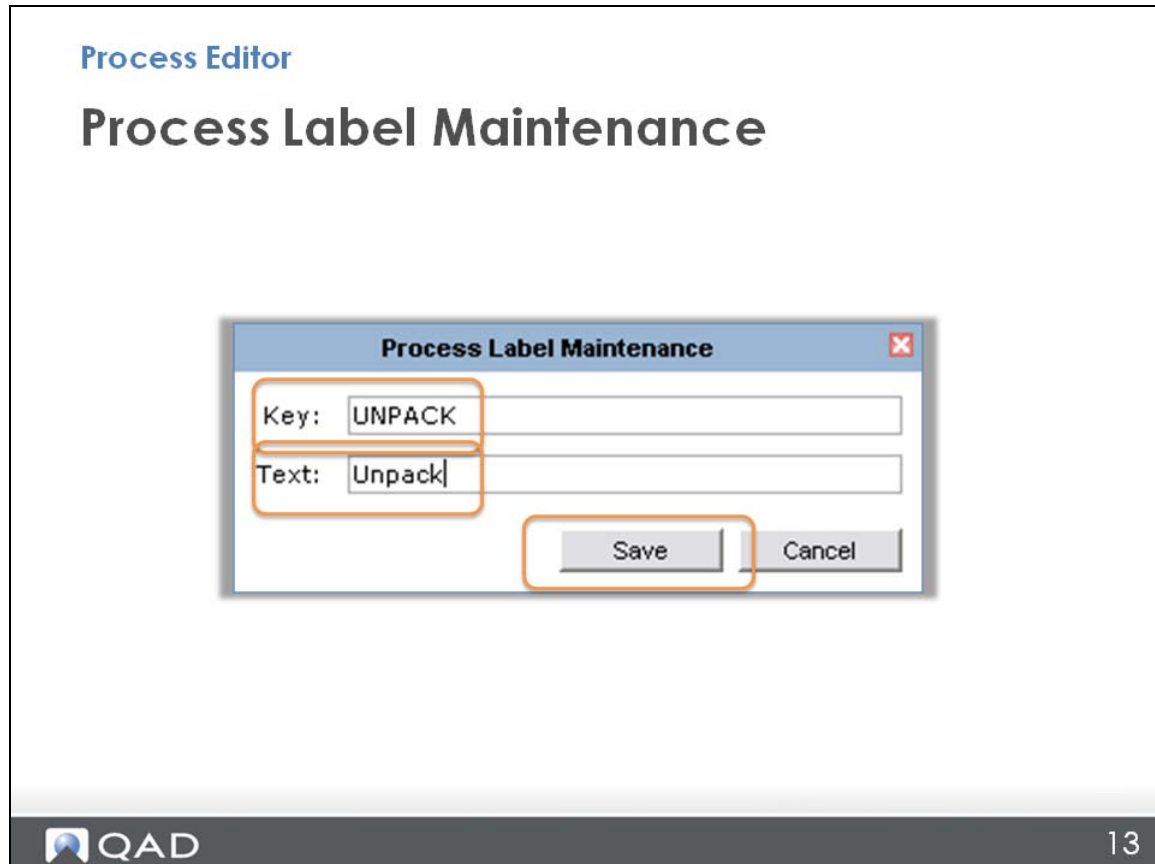 Process Editor
Process Label Maintenance
Process Label Maintenance
Key: UNPACK
Text: Unpack
Save Cancel
QAD 13